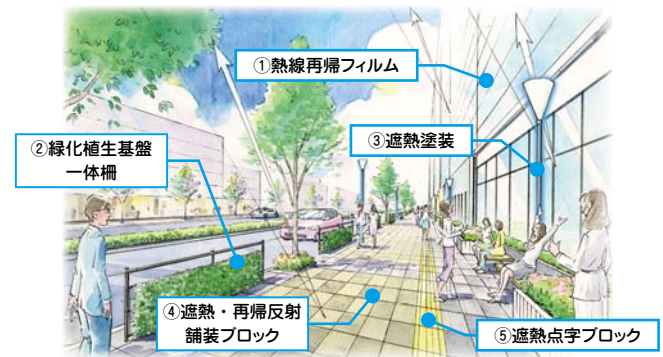 ①熱線再帰フィルム
②緑化植生基盤
一体柵
③遮熱塗装
④遮熱・再帰反射
舗装ブロック
⑤遮熱点字ブロック